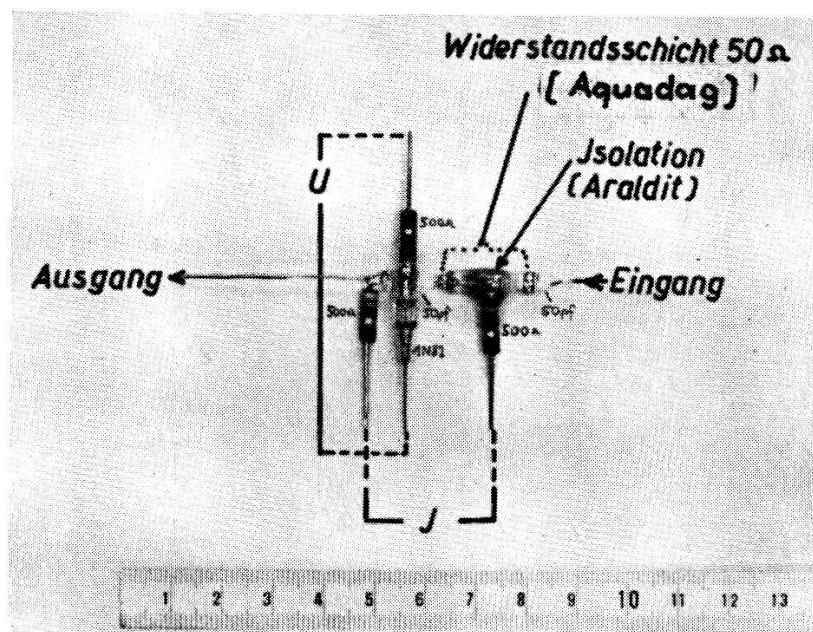 Widerstandsschicht 50Ω
(Aquadag)
Jsolation
(Araldit)
U
500Ω
Ausgang
Eingang
500Ω
50pf
50pf
1N82
500Ω
J
1 2 3 4 5 6 7 8 9 10 11 12 13